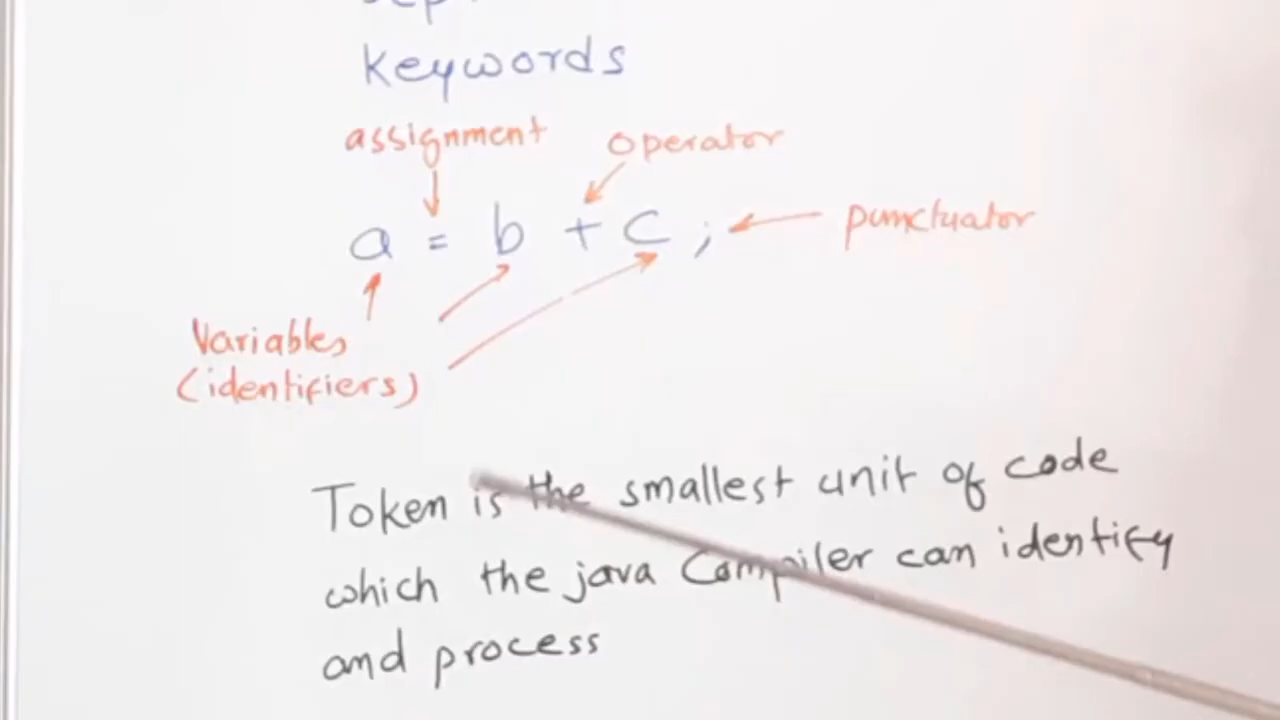 keywords
assignment operator
a = b + c ; punctuator
Variables
(identifiers)
Token is the smallest unit of code
which the java Compiler can identify
and process